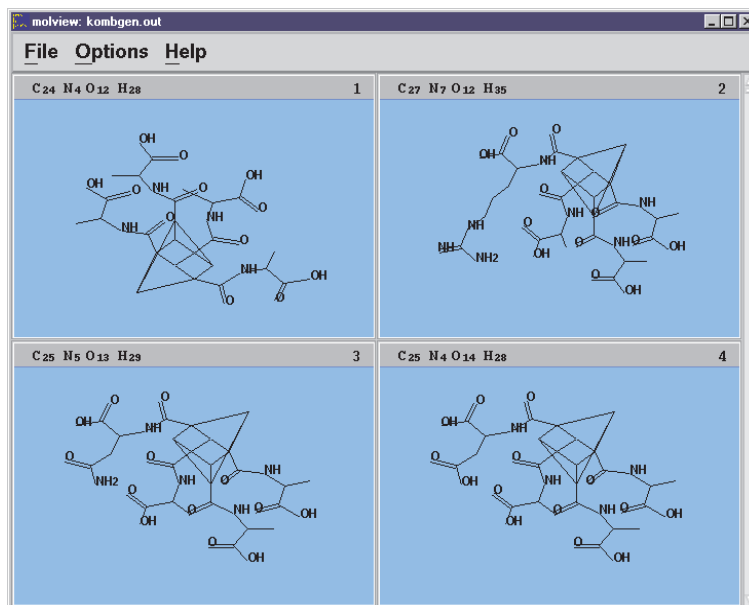 molview: kombgen.out
File Options Help
C24 N4 O12 H28 1
C27 N7 O12 H35 2
OH O
OH O
NH O OH
NH O NH O
O
NH OH
O O
O O
OH NH
O NH
NH NH O O
NH2 O OH O NH O
OH O
OH
C25 N5 O13 H29 3
C25 N4 O14 H28 4
O O
OH NH
O O NH
NH2 O NH O
OH O NH O OH
O OH
O O
OH NH
O O NH
OH O NH O
OH O NH O OH
O OH